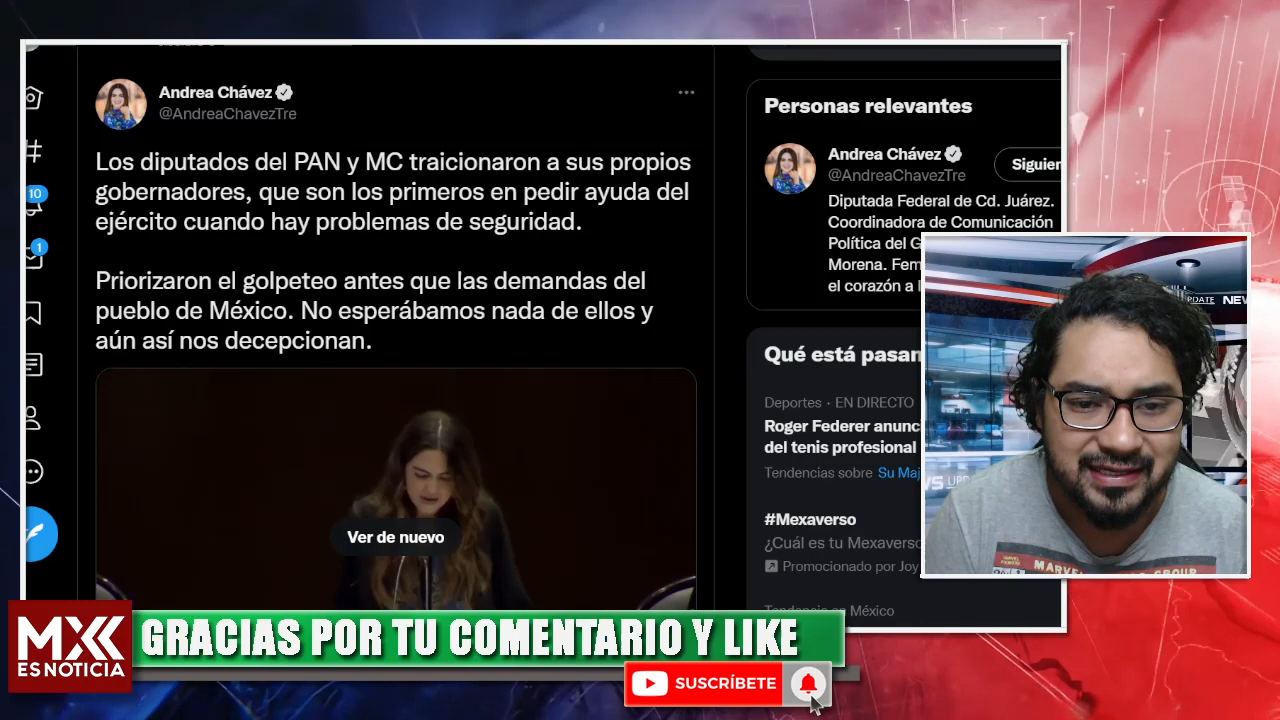 Andrea Chávez
@AndreaChavezTre
Los diputados del PAN y MC traicionaron a sus propios
gobernadores, que son los primeros en pedir ayuda del
ejército cuando hay problemas de seguridad.
Priorizaron el golpeteo antes que las demandas del
pueblo de México. No esperábamos nada de ellos y
aún así nos decepcionan.
Ver de nuevo
10
1
Personas relevantes
Andrea Chávez
@AndreaChavezTre
Siguien
Diputada Federal de Cd. Juárez.
Coordinadora de Comunicación
Política del G
Morena. Fem
el corazón a l
Qué está pasan
Deportes · EN DIRECTO
Roger Federer anunc
del tenis profesional
Tendencias sobre Su Maj
#Mexaverso
¿Cuál es tu Mexaverso
Promocionado por Joy
Tendencia en México
UPDATE NEW
MARVEL
GROUP
MX
ES NOTICIA
GRACIAS POR TU COMENTARIO Y LIKE
SUSCRÍBETE